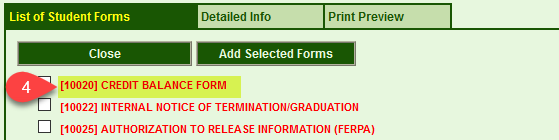 List of Student Forms Detailed Info Print Preview
Close Add Selected Forms
4 [10020] CREDIT BALANCE FORM
[10022] INTERNAL NOTICE OF TERMINATION/GRADUATION
[10025] AUTHORIZATION TO RELEASE INFORMATION (FERPA)